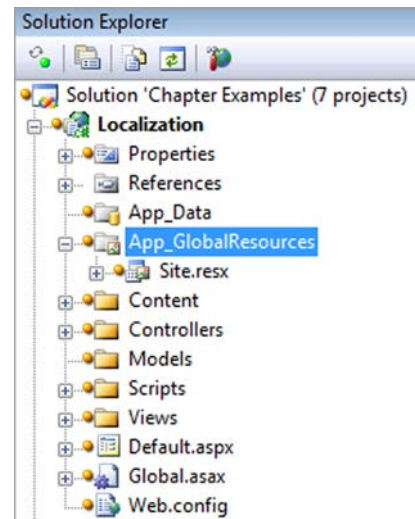 Solution Explorer
Solution 'Chapter Examples' (7 projects)
Localization
Properties
References
App_Data
App_GlobalResources
Site.resx
Content
Controllers
Models
Scripts
Views
Default.aspx
Global.asax
Web.config